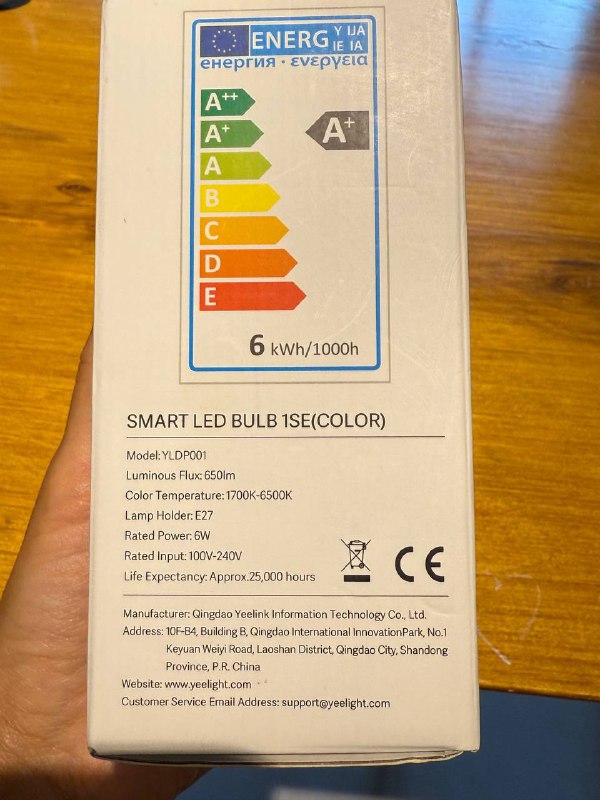 ENERG Y IJA
IE IA
енергия · ενεργεια
A++
A+
A+
A
B
C
D
E
6 kWh/1000h
SMART LED BULB 1SE(COLOR)
Model: YLDP001
Luminous Flux: 650lm
Color Temperature: 1700K-6500K
Lamp Holder: E27
Rated Power: 6W
Rated Input: 100V-240V
Life Expectancy: Approx.25,000 hours
CE
Manufacturer: Qingdao Yeelink Information Technology Co., Ltd.
Address: 10F-B4, Building B, Qingdao International InnovationPark, No.1
Keyuan Weiyi Road, Laoshan District, Qingdao City, Shandong
Province, P.R. China
Website: www.yeelight.com
Customer Service Email Address: support@yeelight.com